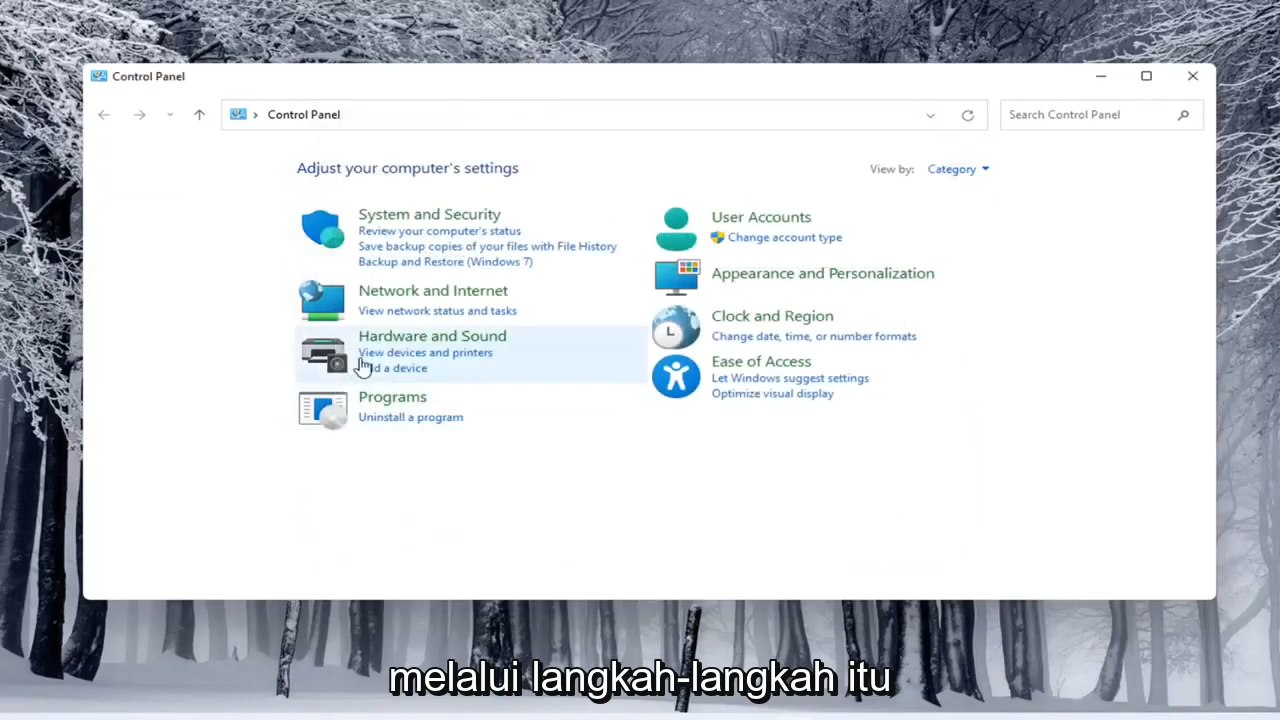 Control Panel
Control Panel
Search Control Panel
Adjust your computer's settings
View by: Category
System and Security
Review your computer's status
Save backup copies of your files with File History
Backup and Restore (Windows 7)
Network and Internet
View network status and tasks
Hardware and Sound
View devices and printers
a device
Programs
Uninstall a program
User Accounts
Change account type
Appearance and Personalization
Clock and Region
Change date, time, or number formats
Ease of Access
Let Windows suggest settings
Optimize visual display
melalui langkah-langkah itu